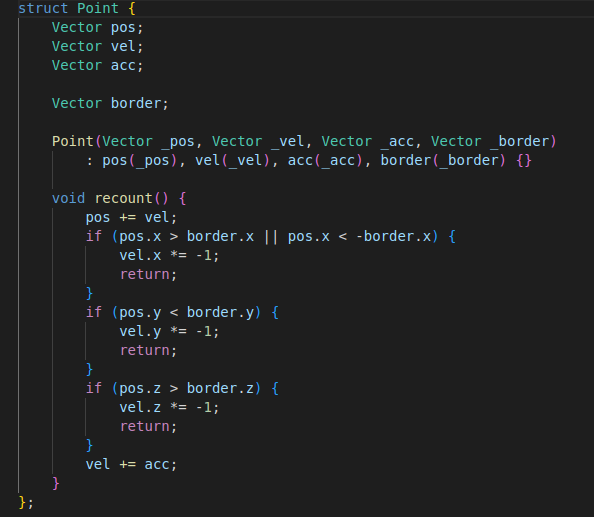 struct Point {
    Vector pos;
    Vector vel;
    Vector acc;

    Vector border;

    Point(Vector _pos, Vector _vel, Vector _acc, Vector _border)
        : pos(_pos), vel(_vel), acc(_acc), border(_border) {}

    void recount() {
        pos += vel;
        if (pos.x > border.x || pos.x < -border.x) {
            vel.x *= -1;
            return;
        }
        if (pos.y < border.y) {
            vel.y *= -1;
            return;
        }
        if (pos.z > border.z) {
            vel.z *= -1;
            return;
        }
        vel += acc;
    }
};